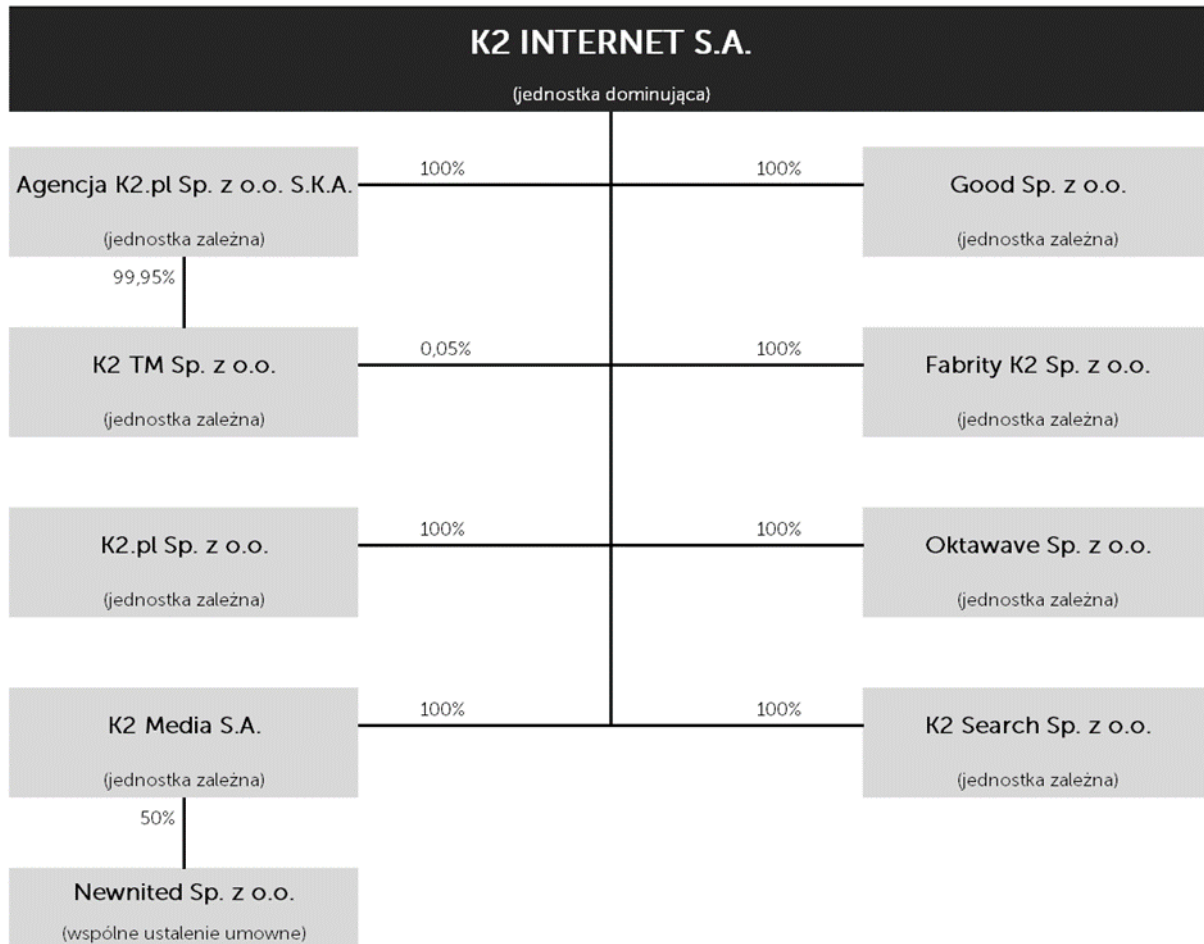 K2 INTERNET S.A.
(jednostka dominująca)
Agencja K2.pl Sp. z o.o. S.K.A.
(jednostka zależna)
100%
100%
Good Sp. z o.o.
(jednostka zależna)
99,95%
K2 TM Sp. z o.o.
(jednostka zależna)
0,05%
100%
Fabrity K2 Sp. z o.o.
(jednostka zależna)
K2.pl Sp. z o.o.
(jednostka zależna)
100%
100%
Oktawave Sp. z o.o.
(jednostka zależna)
K2 Media S.A.
(jednostka zależna)
100%
100%
K2 Search Sp. z o.o.
(jednostka zależna)
50%
Newnited Sp. z o.o.
(wspólne ustalenie umowne)